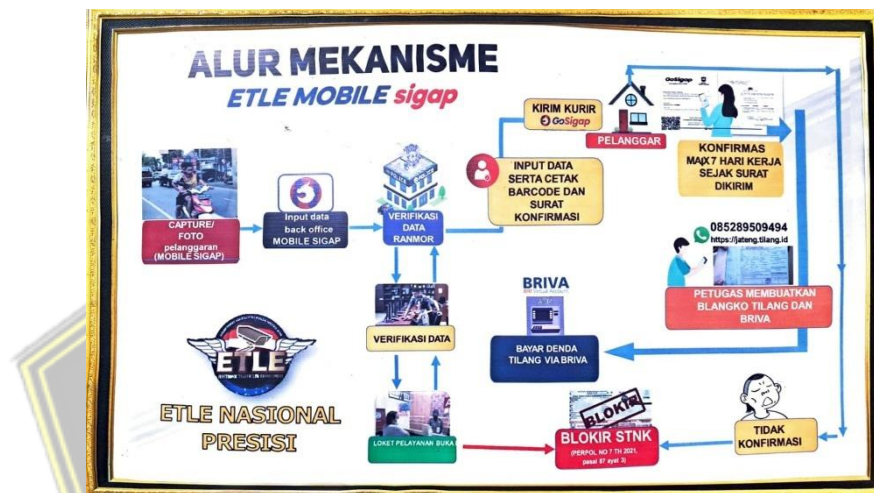 ALUR MEKANISME
ETLE MOBILE sigap
CAPTURE/
FOTO
pelanggaran
(MOBILE SIGAP)
Input data
back office
MOBILE SIGAP
VERIFIKASI
DATA
RANMOR
INPUT DATA
SERTA CETAK
BARCODE DAN
SURAT
KONFIRMASI
KIRIM KURIR
GoSigap
PELANGGAR
GoSigap
KONFIRMAS
MAX 7 HARI KERJA
SEJAK SURAT
DIKIRIM
085289509494
https://jateng.tilang.id
PETUGAS MEMBUATKAN
BLANGKO TILANG DAN
BRIVA
BRIVA
BAYAR DENDA
TILANG VIA BRIVA
VERIFIKASI DATA
ETLE
ETLE NASIONAL
PRESISI
LOKET PELAYANAN BUKA
BLOKIR
BLOKIR STNK
(PERPOL NO 7 TH 2021,
pasal 87 ayat 3)
TIDAK
KONFIRMASI